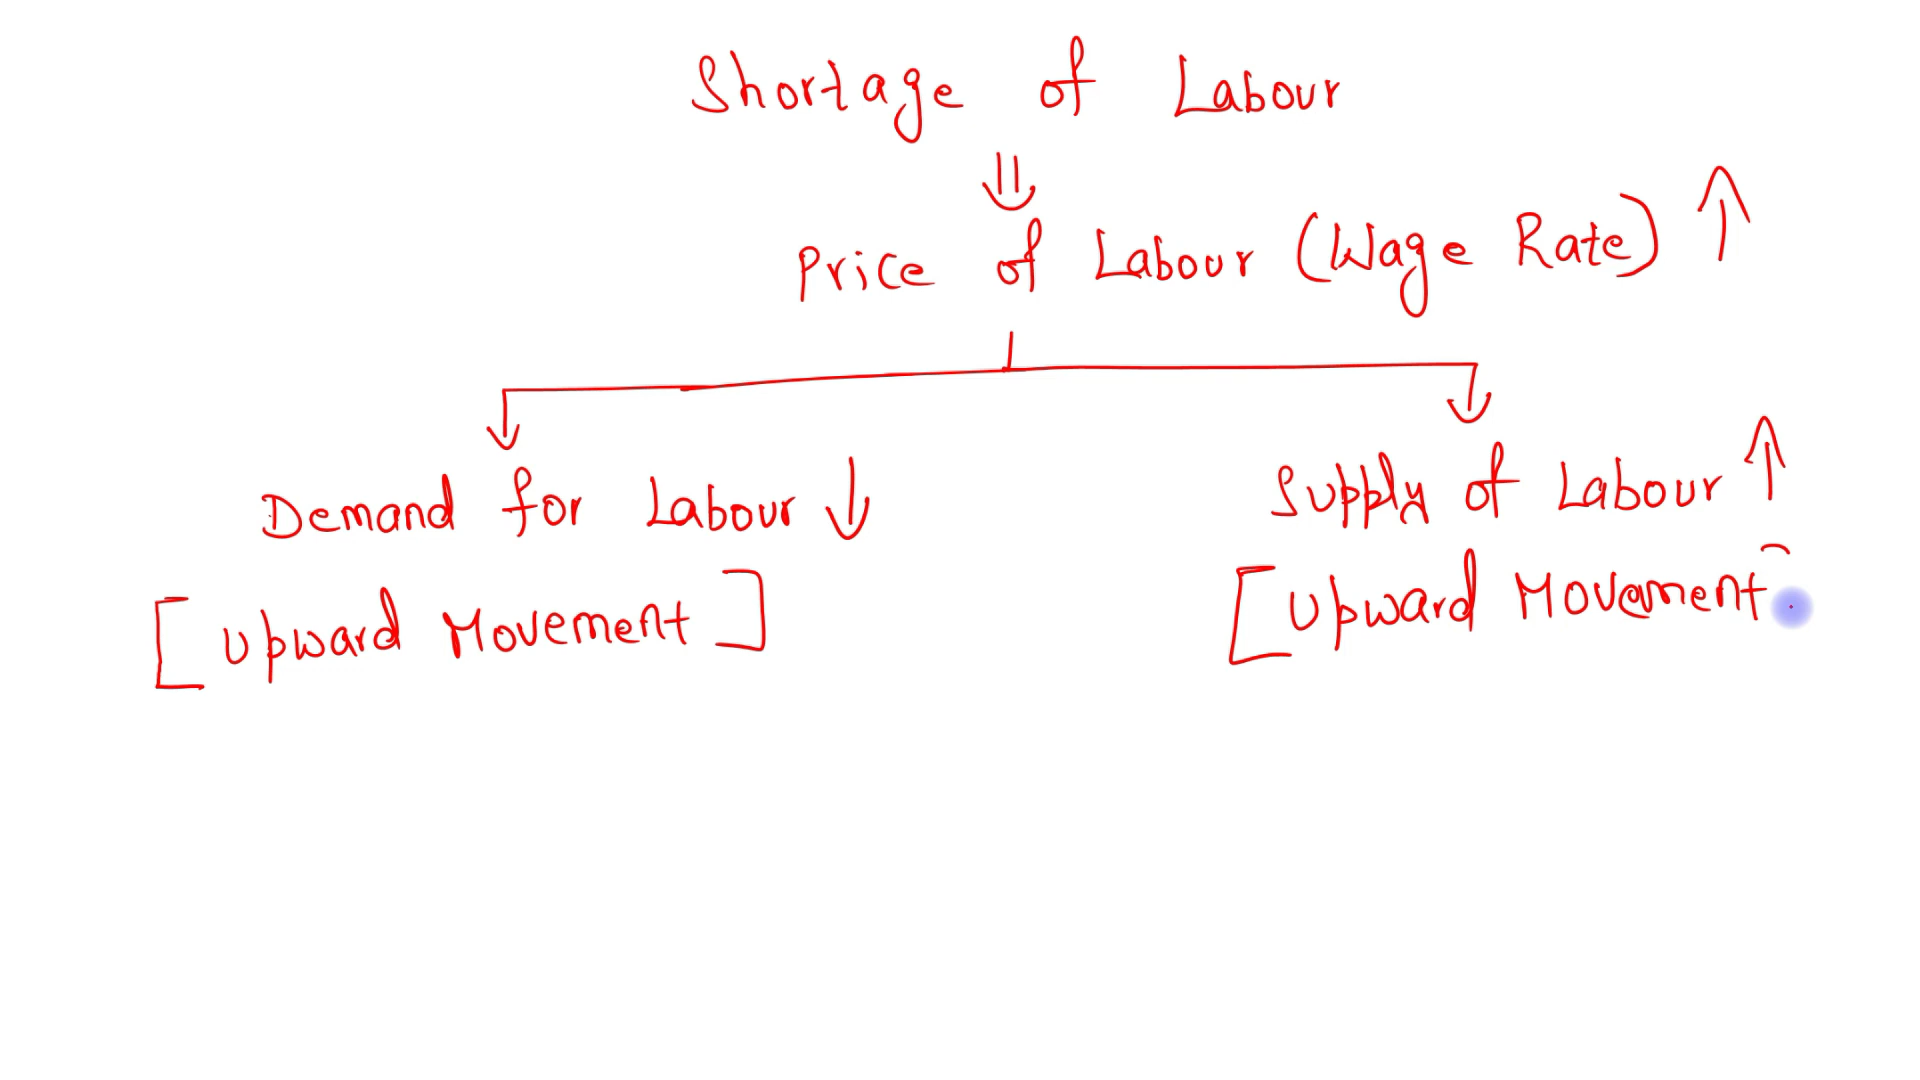 Shortage of Labour
⇓
Price of Labour (Wage Rate) ↑
Demand for Labour ↓
Supply of Labour ↑
[Upward Movement]
[Upward Movement